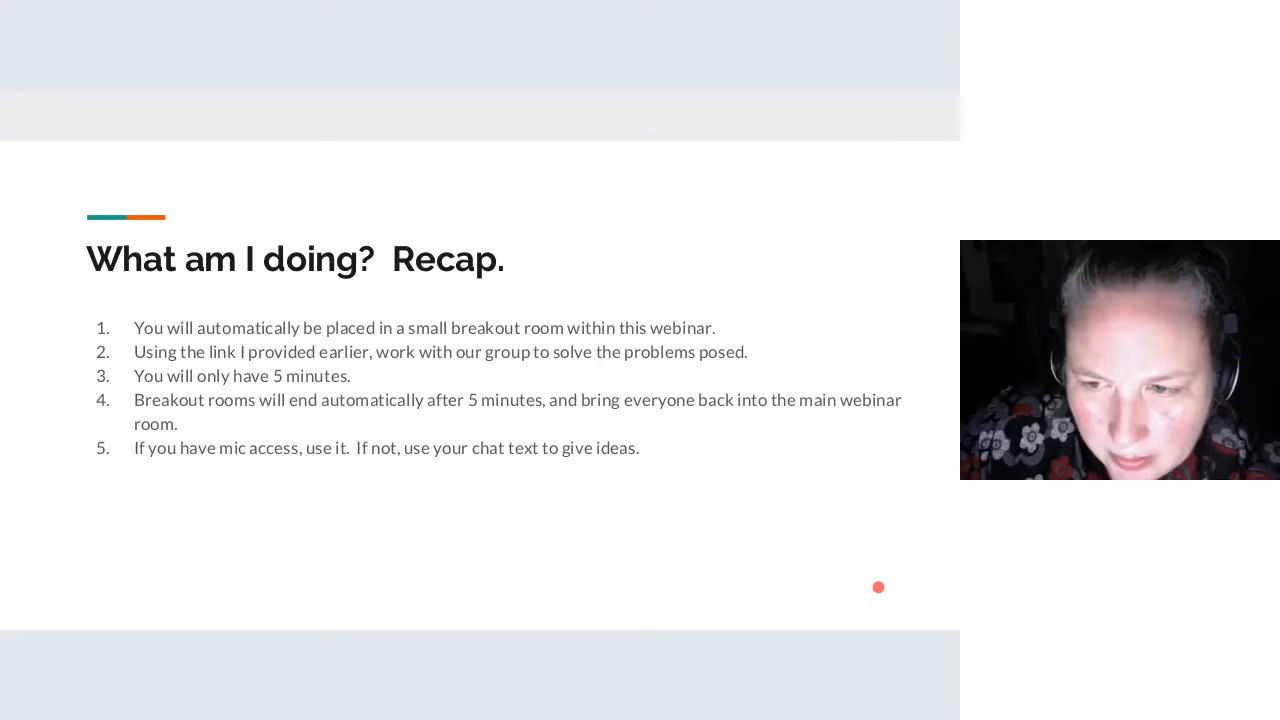 What am I doing?  Recap.
1. You will automatically be placed in a small breakout room within this webinar.
2. Using the link I provided earlier, work with our group to solve the problems posed.
3. You will only have 5 minutes.
4. Breakout rooms will end automatically after 5 minutes, and bring everyone back into the main webinar
room.
5. If you have mic access, use it.  If not, use your chat text to give ideas.